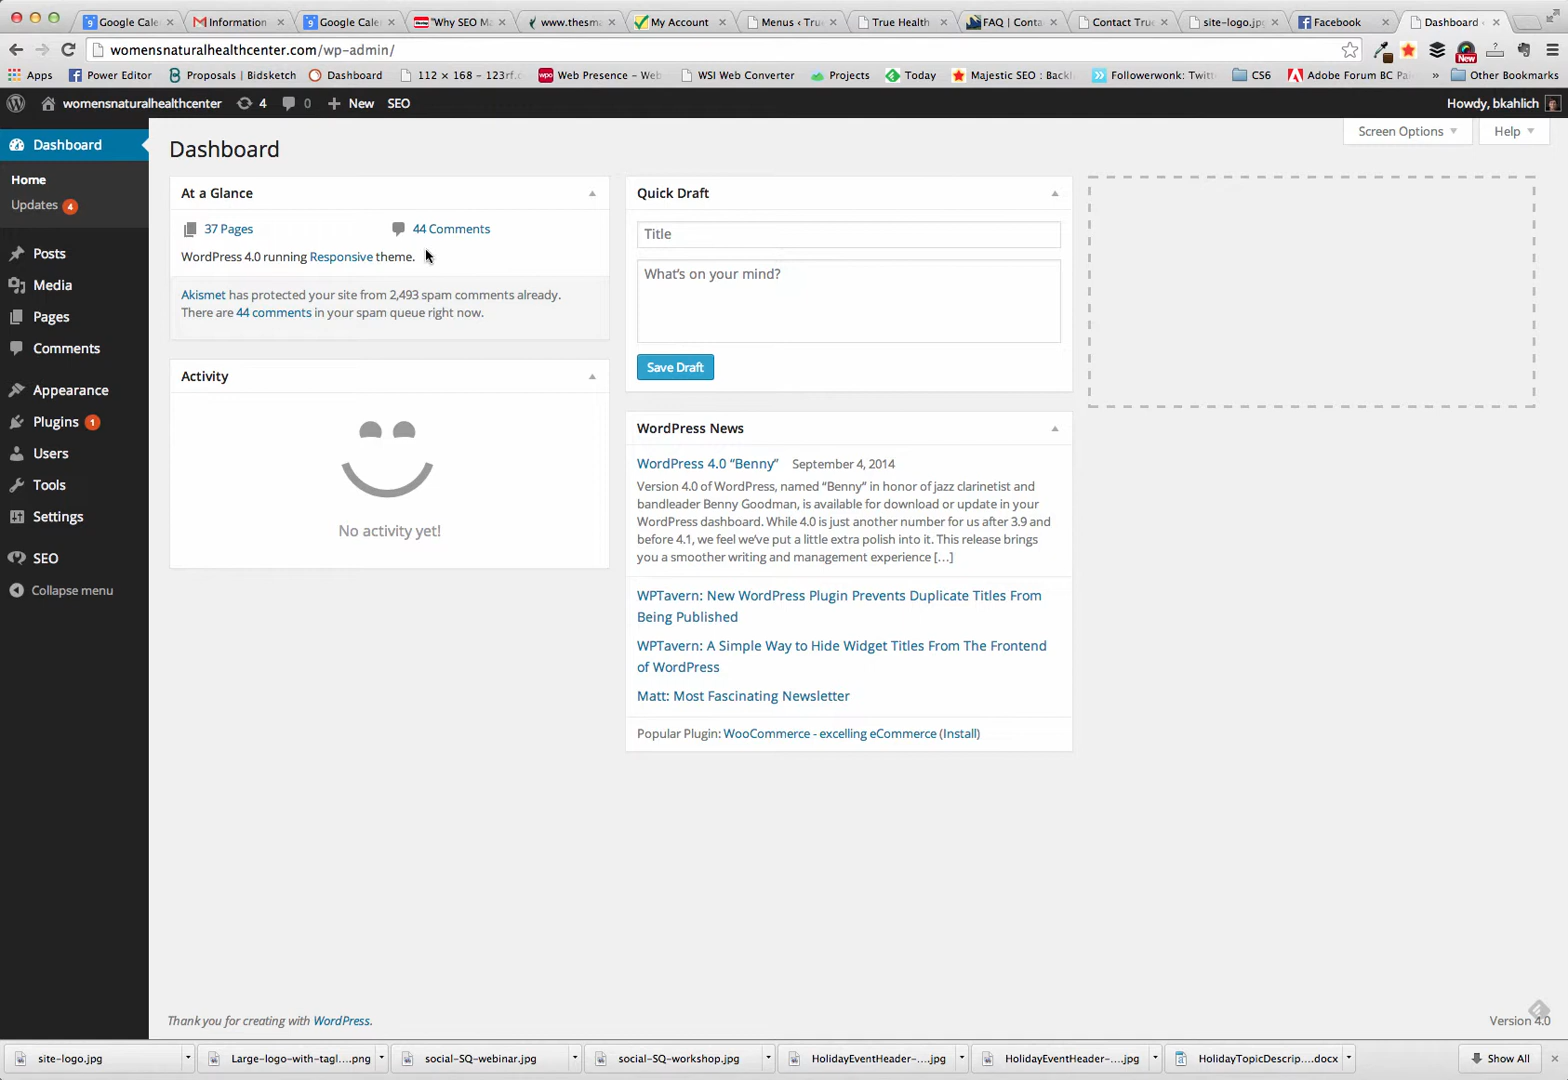 Google Cale
Information
Google Cale
"Why SEO Ma
www.thesma
My Account
Menus ‹ True
True Health
FAQ | Conta
Contact True
site-logo.jpg
Facebook
Dashboard ‹
womensnaturalhealthcenter.com/wp-admin/
Apps
Power Editor
Proposals | Bidsketch
Dashboard
112 × 168 – 123rf.c
Web Presence – Web
WSI Web Converter
Projects
Today
Majestic SEO : Backl
Followerwonk: Twitt
CS6
Adobe Forum BC Pa
»
Other Bookmarks
New
womensnaturalhealthcenter
4
0
+ New
SEO
Howdy, bkahlich
Dashboard
Home
Updates 4
Posts
Media
Pages
Comments
Appearance
Plugins 1
Users
Tools
Settings
SEO
Collapse menu
Screen Options
Help
Dashboard
At a Glance
37 Pages
44 Comments
WordPress 4.0 running Responsive theme.
Akismet has protected your site from 2,493 spam comments already.
There are 44 comments in your spam queue right now.
Activity
No activity yet!
Quick Draft
Title
What's on your mind?
Save Draft
WordPress News
WordPress 4.0 “Benny” September 4, 2014
Version 4.0 of WordPress, named “Benny” in honor of jazz clarinetist and
bandleader Benny Goodman, is available for download or update in your
WordPress dashboard. While 4.0 is just another number for us after 3.9 and
before 4.1, we feel we've put a little extra polish into it. This release brings
you a smoother writing and management experience […]
WPTavern: New WordPress Plugin Prevents Duplicate Titles From
Being Published
WPTavern: A Simple Way to Hide Widget Titles From The Frontend
of WordPress
Matt: Most Fascinating Newsletter
Popular Plugin: WooCommerce - excelling eCommerce (Install)
Thank you for creating with WordPress.
Version 4.0
site-logo.jpg
Large-logo-with-tagl....png
social-SQ-webinar.jpg
social-SQ-workshop.jpg
HolidayEventHeader-....jpg
HolidayEventHeader-....jpg
HolidayTopicDescrip....docx
Show All